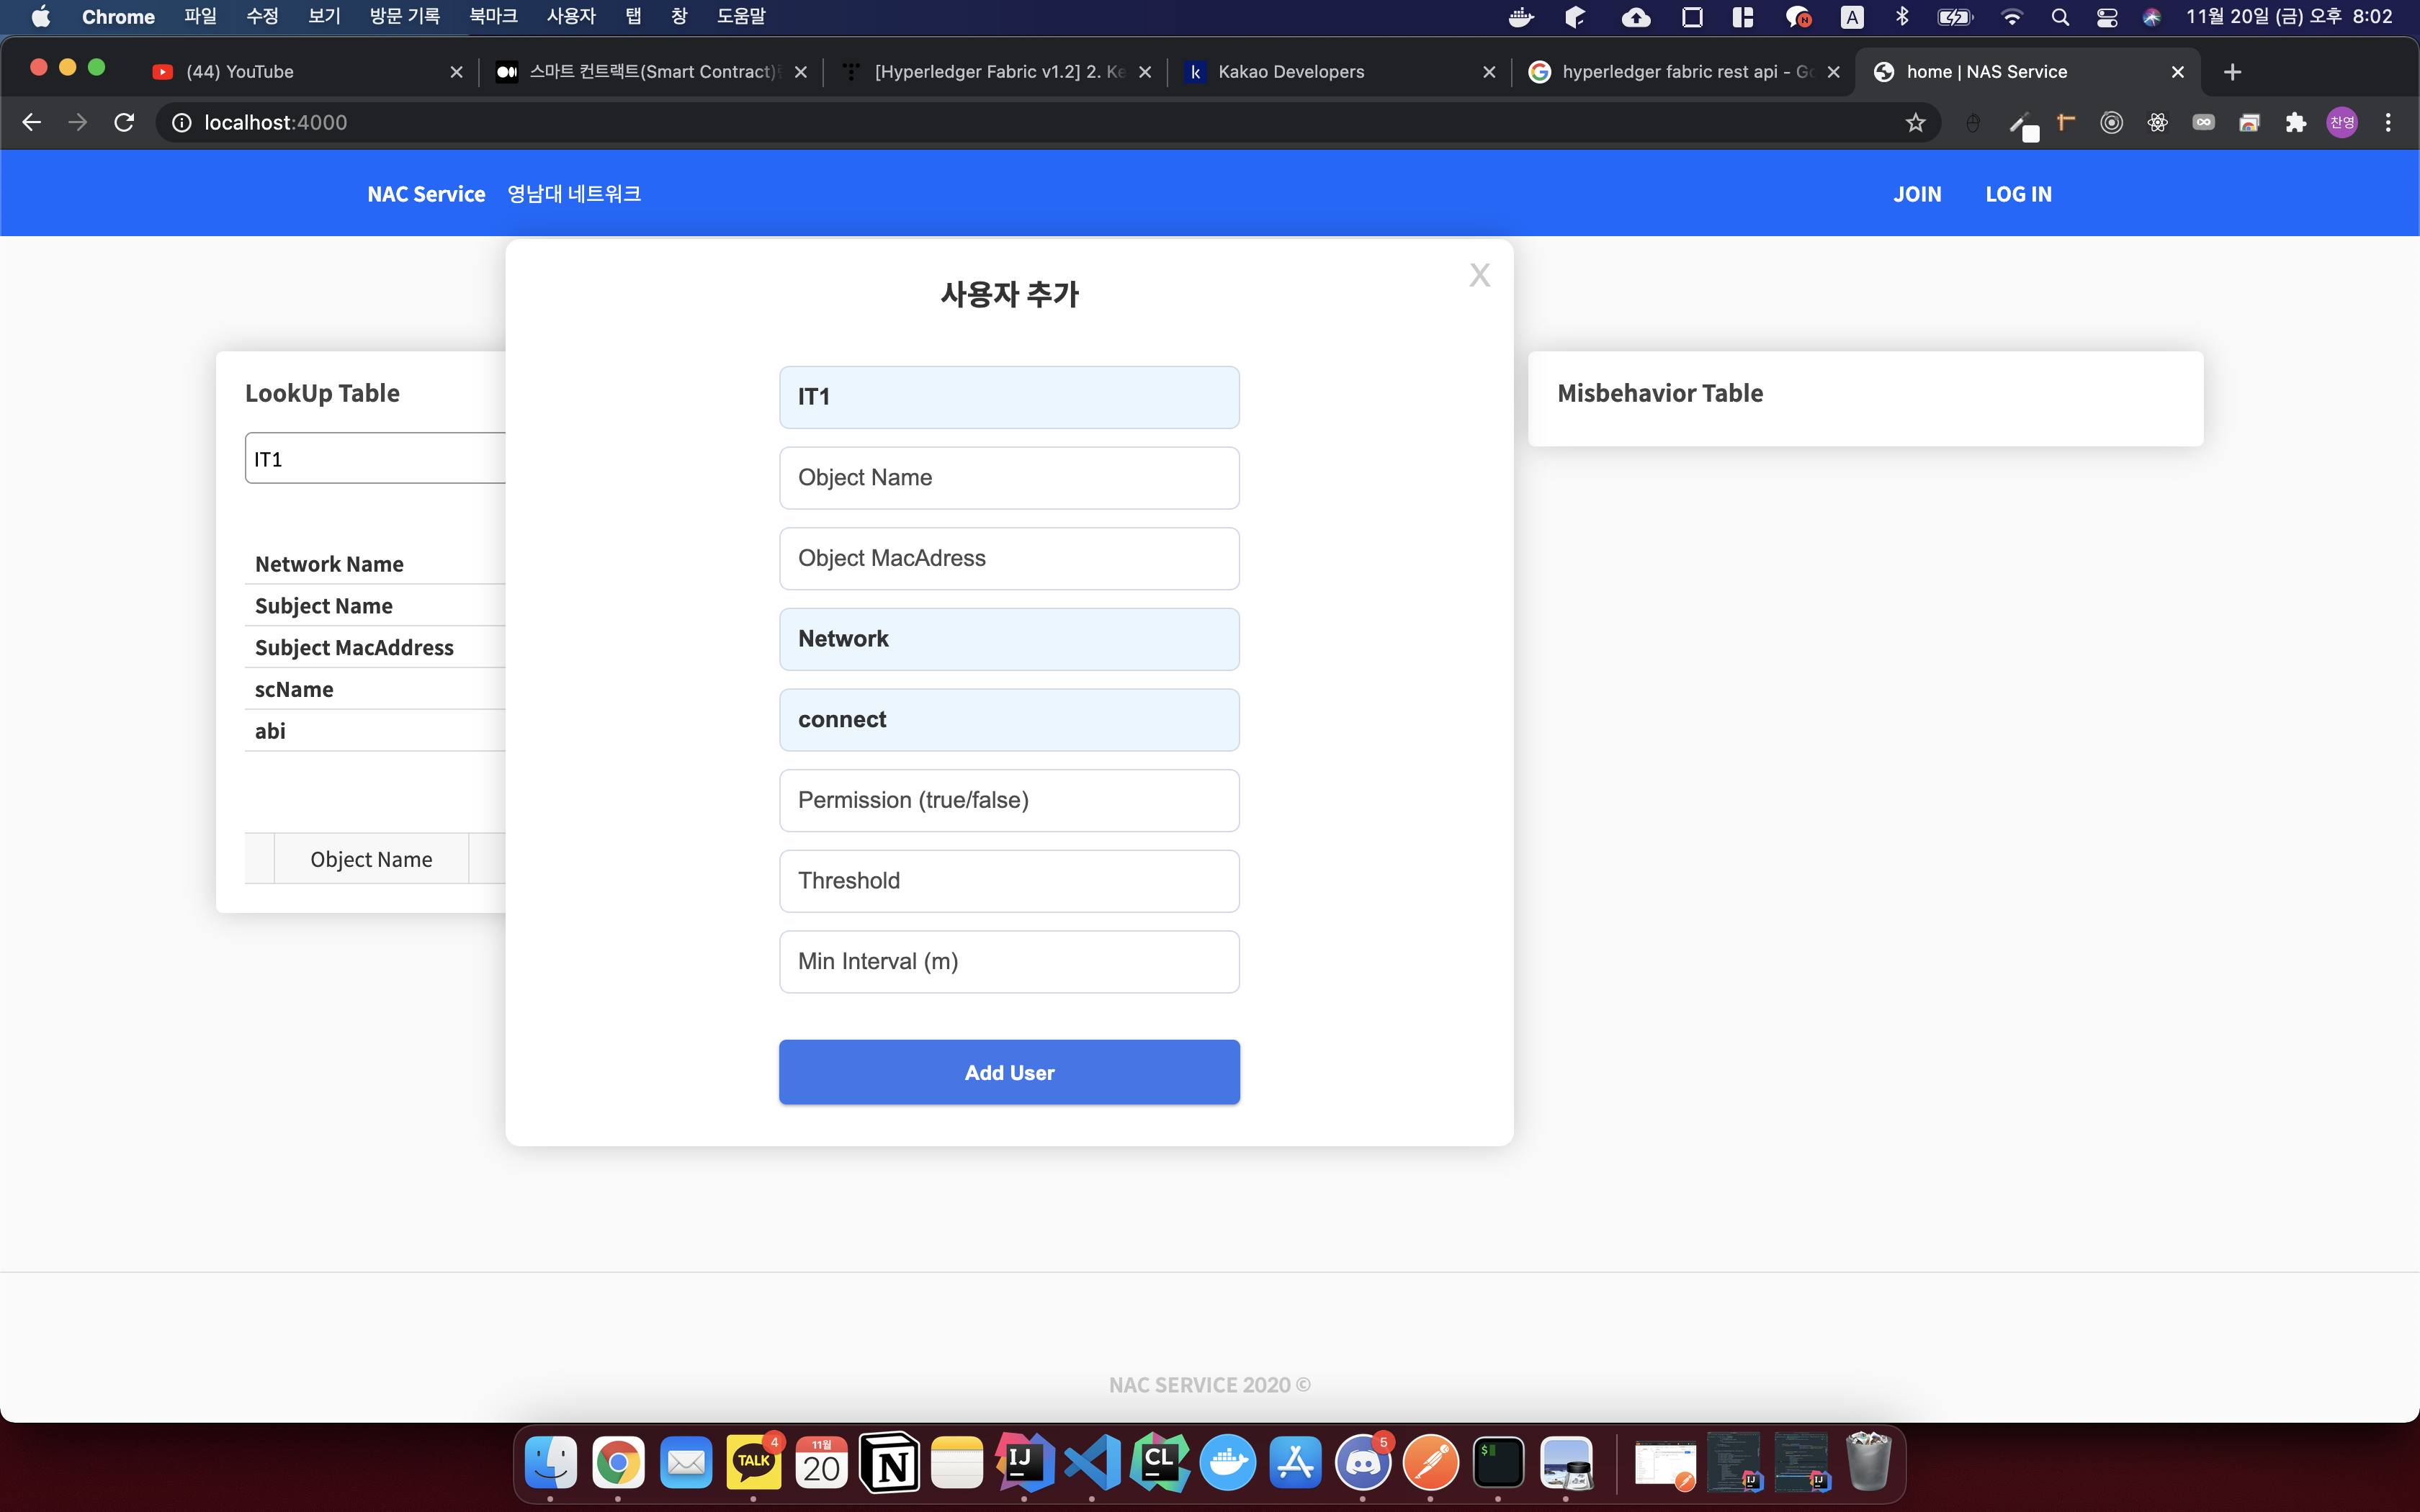 Chrome 파일 수정 보기 방문 기록 북마크 사용자 탭 창 도움말 A 11월 20일 (금) 오후 8:02
(44) YouTube 스마트 컨트랙트(Smart Contract) [Hyperledger Fabric v1.2] 2. Ke Kakao Developers hyperledger fabric rest api - Go home | NAS Service
localhost:4000 찬영
NAC Service 영남대 네트워크 JOIN LOG IN
사용자 추가 X
LookUp Table
Misbehavior Table
IT1
IT1
Object Name
Object MacAdress
Network
connect
Permission (true/false)
Threshold
Min Interval (m)
Add User
Network Name
Subject Name
Subject MacAddress
scName
abi
Object Name
NAC SERVICE 2020 ©
TALK 4 11월 20 N IJ CL 5 $ IJ IJ